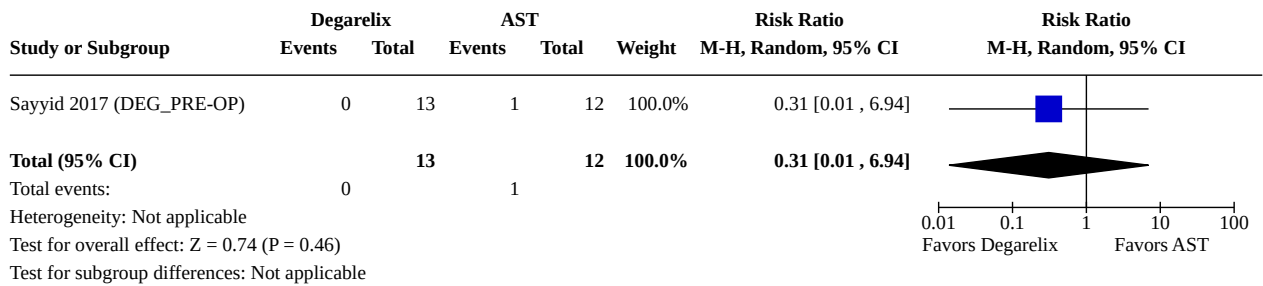 Degarelix AST Risk Ratio Risk Ratio
Study or Subgroup Events Total Events Total Weight M-H, Random, 95% CI M-H, Random, 95% CI
Sayyid 2017 (DEG_PRE-OP) 0 13 1 12 100.0% 0.31 [0.01 , 6.94]
Total (95% CI) 13 12 100.0% 0.31 [0.01 , 6.94]
Total events: 0 1
Heterogeneity: Not applicable
0.01 0.1 1 10 100
Test for overall effect: Z = 0.74 (P = 0.46)
Favors Degarelix Favors AST
Test for subgroup differences: Not applicable